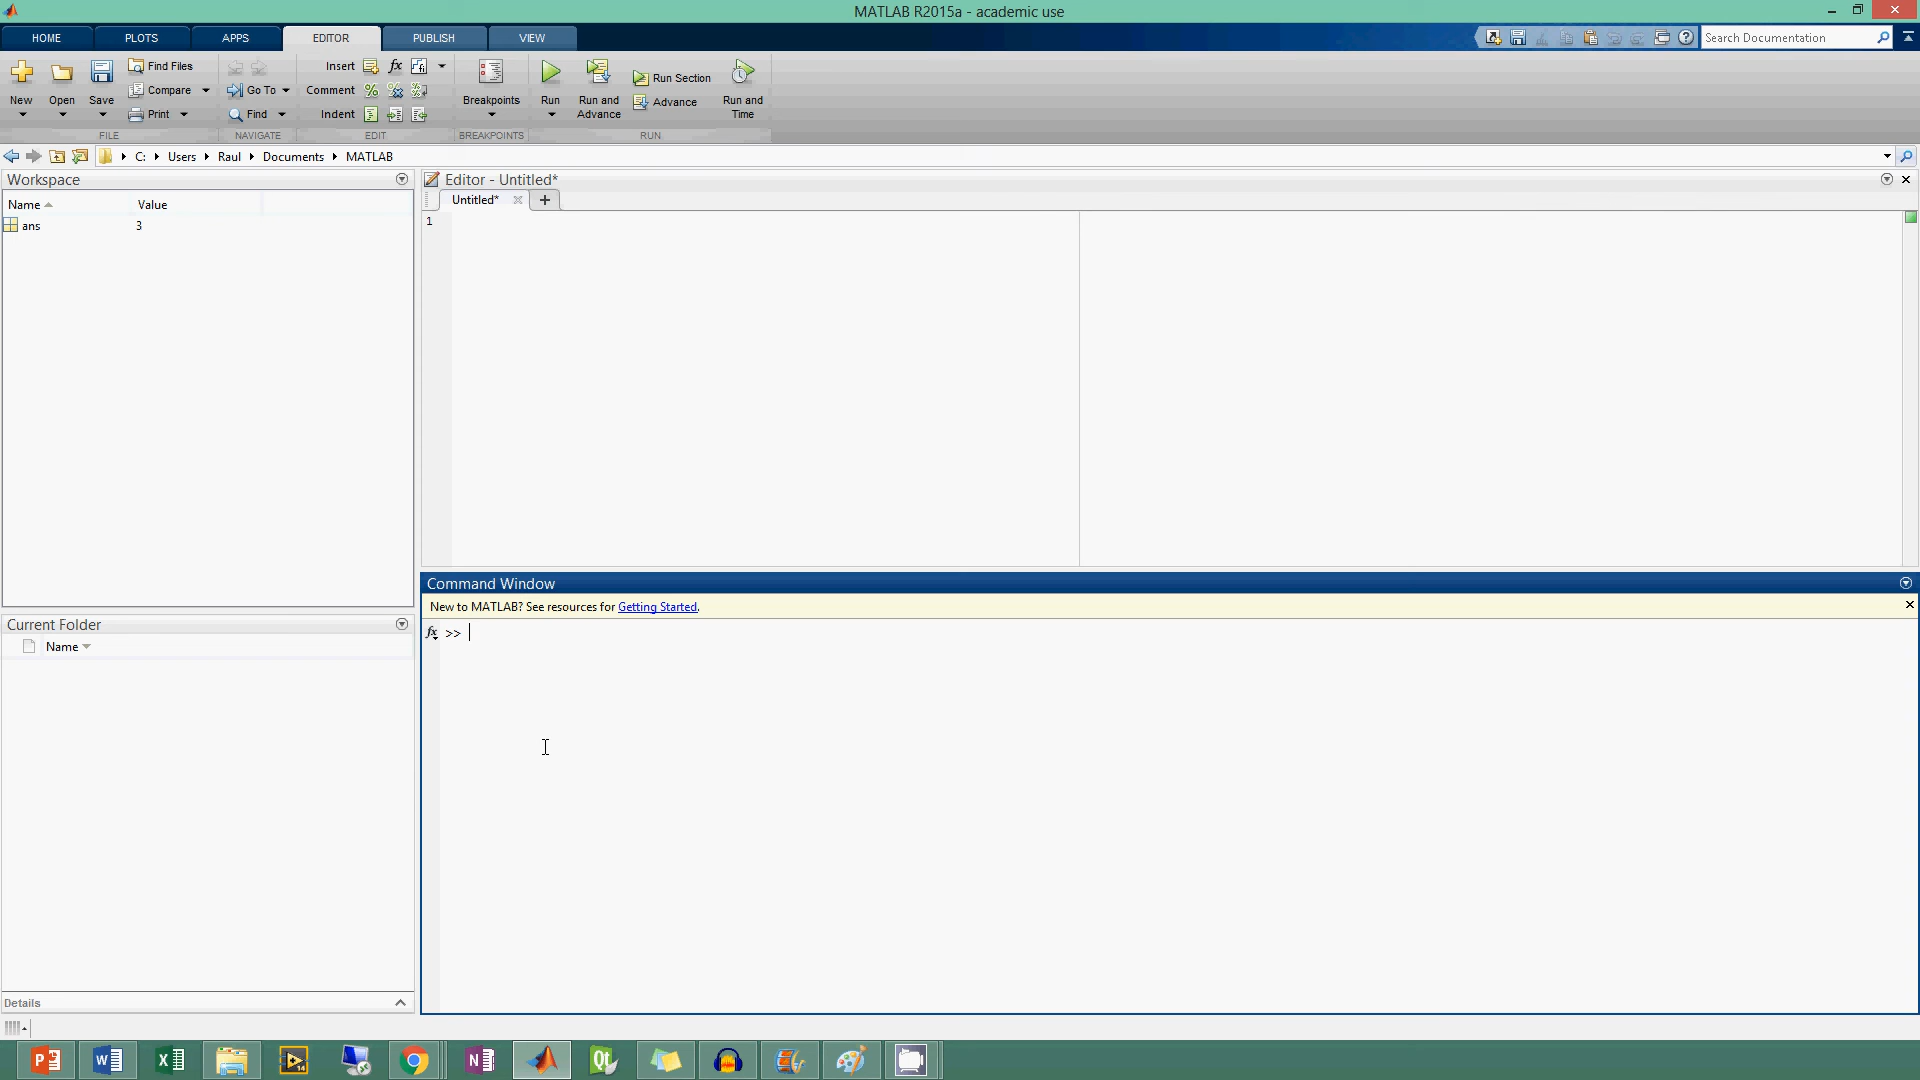 MATLAB R2015a - academic use
HOME PLOTS APPS EDITOR PUBLISH VIEW
Search Documentation
New
Open
Save
Find Files
Compare
Print
Go To
Find
Insert fx
Comment
Indent
Breakpoints
Run
Run and Advance
Run Section
Advance
Run and Time
FILE NAVIGATE EDIT BREAKPOINTS RUN
C: Users Raul Documents MATLAB
Workspace
Name Value
ans 3
Editor - Untitled*
Untitled* +
1
Command Window
New to MATLAB? See resources for Getting Started.
fx >>
Current Folder
Name
Details